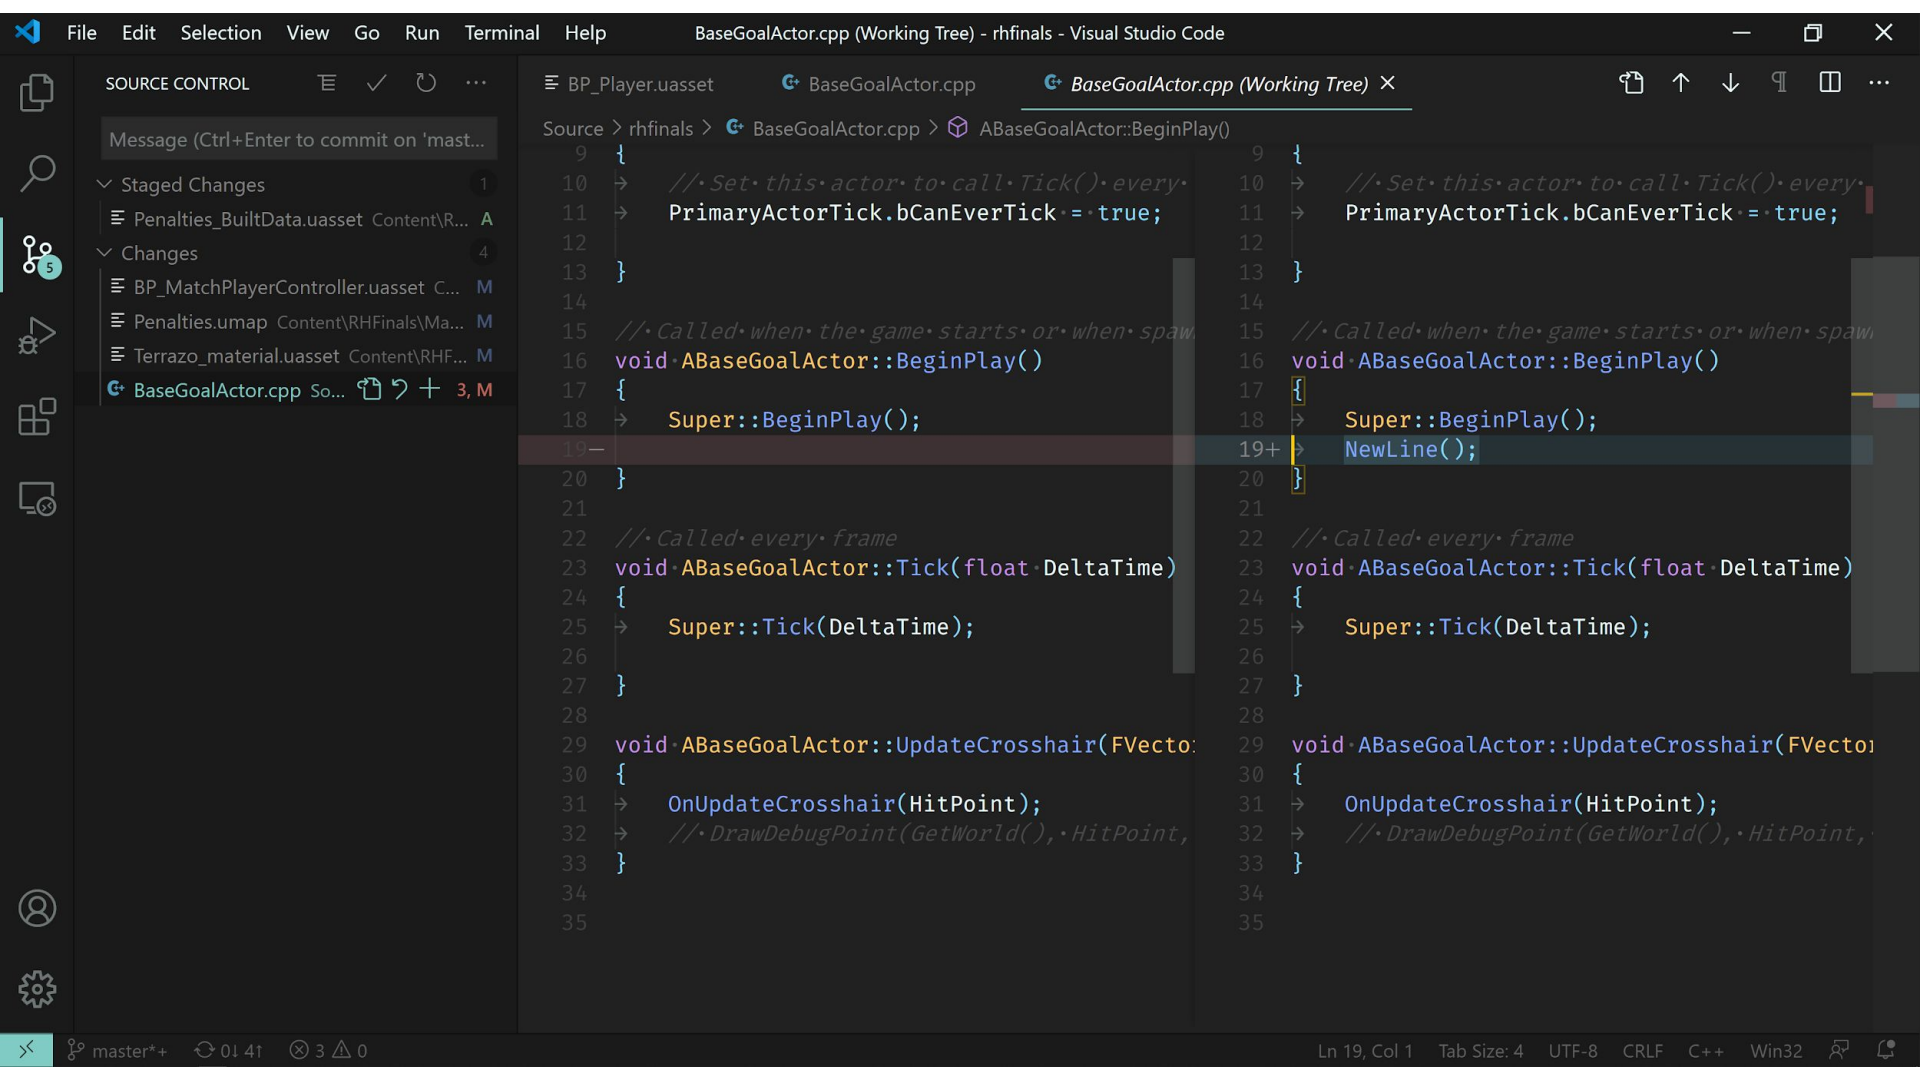 File Edit Selection View Go Run Terminal Help
BaseGoalActor.cpp (Working Tree) - rhfinals - Visual Studio Code
SOURCE CONTROL
Message (Ctrl+Enter to commit on 'mast...
Staged Changes 1
Penalties_BuiltData.uasset Content\R... A
Changes 4
BP_MatchPlayerController.uasset C... M
Penalties.umap Content\RHFinals\Ma... M
Terrazo_material.uasset Content\RHF... M
BaseGoalActor.cpp So... 3, M
5
BP_Player.uasset
BaseGoalActor.cpp
BaseGoalActor.cpp (Working Tree)
Source > rhfinals > BaseGoalActor.cpp > ABaseGoalActor::BeginPlay()
9 {
10 // Set this actor to call Tick() every
11 PrimaryActorTick.bCanEverTick = true;
12
13 }
14
15 // Called when the game starts or when spaw
16 void ABaseGoalActor::BeginPlay()
17 {
18 Super::BeginPlay();
19−
20 }
21
22 // Called every frame
23 void ABaseGoalActor::Tick(float DeltaTime)
24 {
25 Super::Tick(DeltaTime);
26
27 }
28
29 void ABaseGoalActor::UpdateCrosshair(FVecto
30 {
31 OnUpdateCrosshair(HitPoint);
32 // DrawDebugPoint(GetWorld(), HitPoint,
33 }
34
35
9 {
10 // Set this actor to call Tick() every
11 PrimaryActorTick.bCanEverTick = true;
12
13 }
14
15 // Called when the game starts or when spaw
16 void ABaseGoalActor::BeginPlay()
17 {
18 Super::BeginPlay();
19+ NewLine();
20 }
21
22 // Called every frame
23 void ABaseGoalActor::Tick(float DeltaTime)
24 {
25 Super::Tick(DeltaTime);
26
27 }
28
29 void ABaseGoalActor::UpdateCrosshair(FVector
30 {
31 OnUpdateCrosshair(HitPoint);
32 // DrawDebugPoint(GetWorld(), HitPoint,
33 }
34
35
master*+ 0↓ 4↑ 3 0
Ln 19, Col 1 Tab Size: 4 UTF-8 CRLF C++ Win32